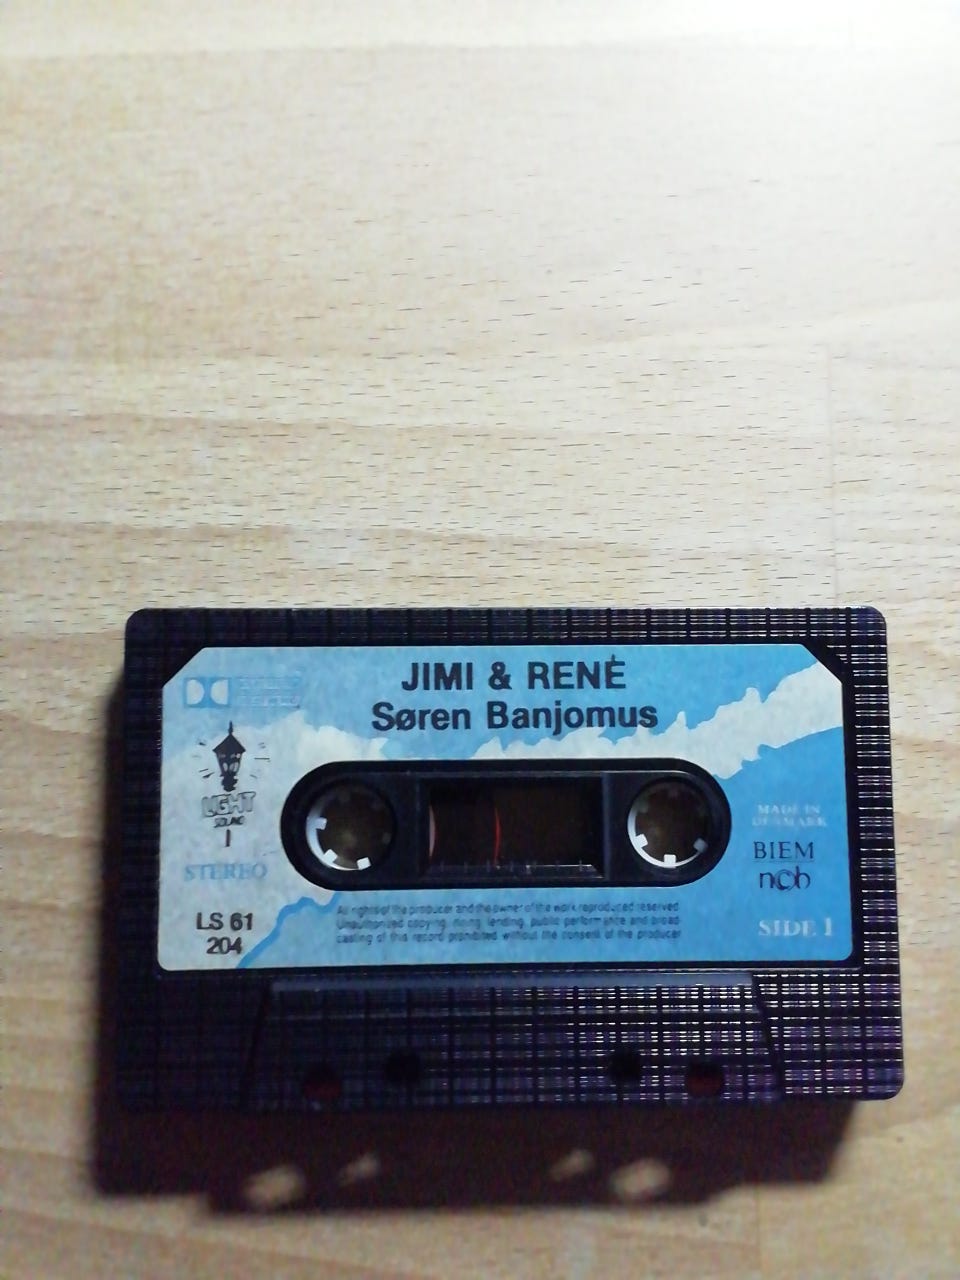 JIMI & RENĖ
Søren Banjomus
LIGHT
SOUND
STEREO
LS 61
204
MADE IN
DENMARK
BIEM
ncb
SIDE 1
All rights of the producer and the owner of the work reproduced reserved
Unauthorized copying, hiring, lending, public performance and broad
casting of this record prohibited without the consent of the producer